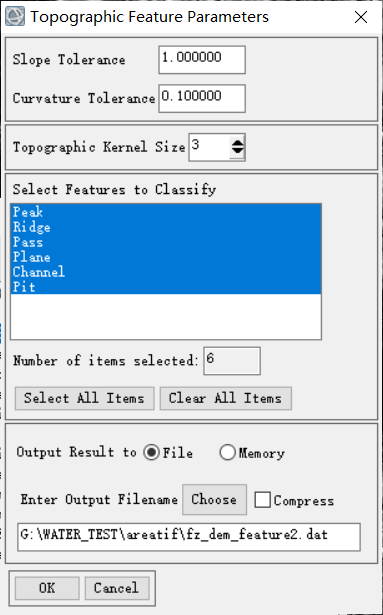 Topographic Feature Parameters
Slope Tolerance 1.000000
Curvature Tolerance 0.100000
Topographic Kernel Size 3
Select Features to Classify
Peak
Ridge
Pass
Plane
Channel
Pit
Number of items selected: 6
Select All Items Clear All Items
Output Result to File Memory
Enter Output Filename Choose Compress
G:\WATER_TEST\areatif\fz_dem_feature2.dat
OK Cancel